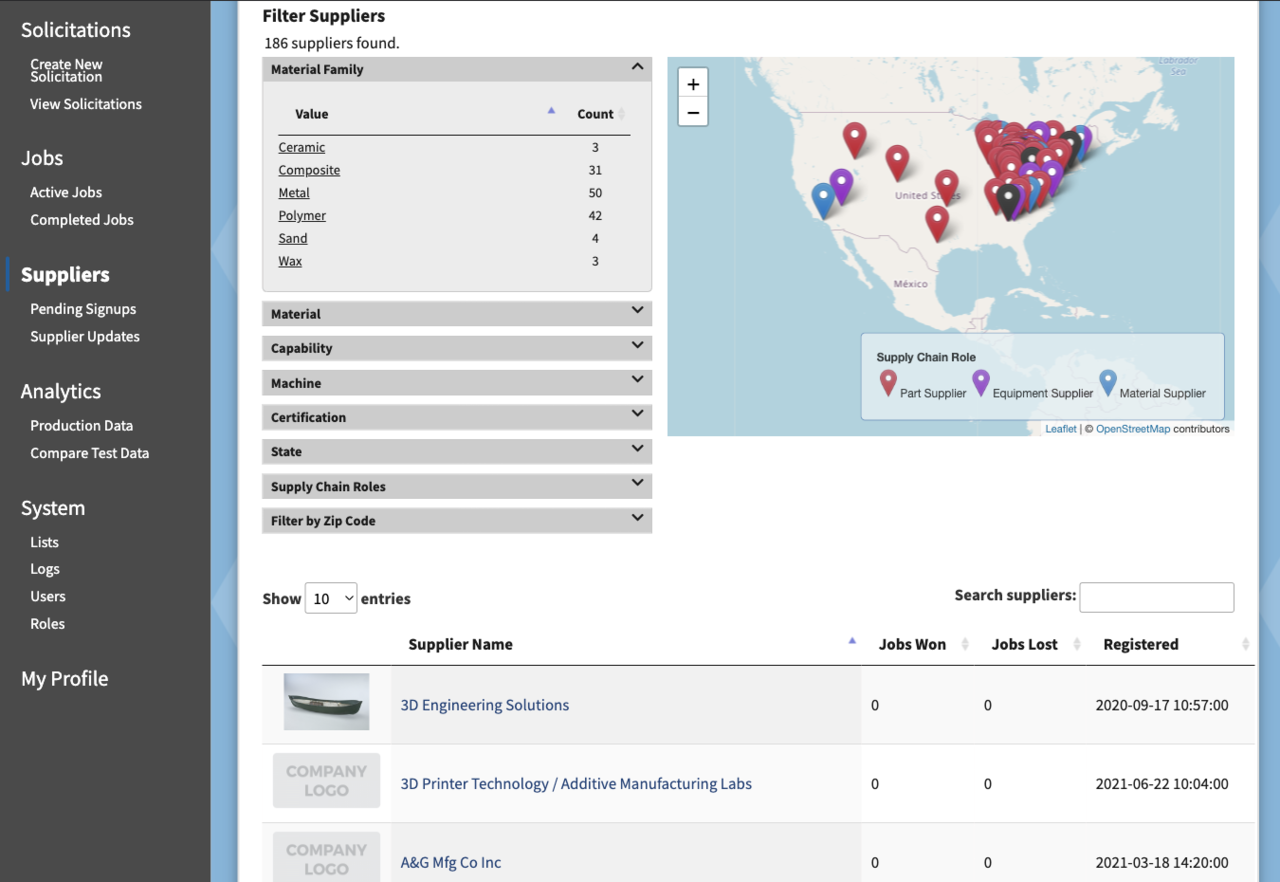 Solicitations
Create New
Solicitation
View Solicitations
Jobs
Active Jobs
Completed Jobs
Suppliers
Pending Signups
Supplier Updates
Analytics
Production Data
Compare Test Data
System
Lists
Logs
Users
Roles
My Profile
Filter Suppliers
186 suppliers found.
Material Family
Value Count
Ceramic 3
Composite 31
Metal 50
Polymer 42
Sand 4
Wax 3
Material
Capability
Machine
Certification
State
Supply Chain Roles
Filter by Zip Code
+
−
Labrador
Sea
United States
México
Supply Chain Role
Part Supplier Equipment Supplier Material Supplier
Leaflet | © OpenStreetMap contributors
Show 10 entries
Search suppliers:
Supplier Name Jobs Won Jobs Lost Registered
3D Engineering Solutions 0 0 2020-09-17 10:57:00
COMPANY
LOGO
3D Printer Technology / Additive Manufacturing Labs 0 0 2021-06-22 10:04:00
COMPANY
LOGO
A&G Mfg Co Inc 0 0 2021-03-18 14:20:00